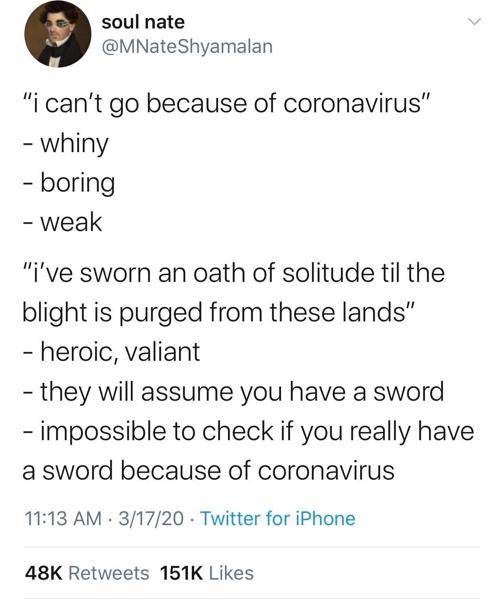 soul nate
@MNateShyamalan
“i can’t go because of coronavirus”
- whiny
- boring
- weak
“i’ve sworn an oath of solitude til the
blight is purged from these lands”
- heroic, valiant
- they will assume you have a sword
- impossible to check if you really have
a sword because of coronavirus
11:13 AM · 3/17/20 · Twitter for iPhone
48K Retweets 151K Likes